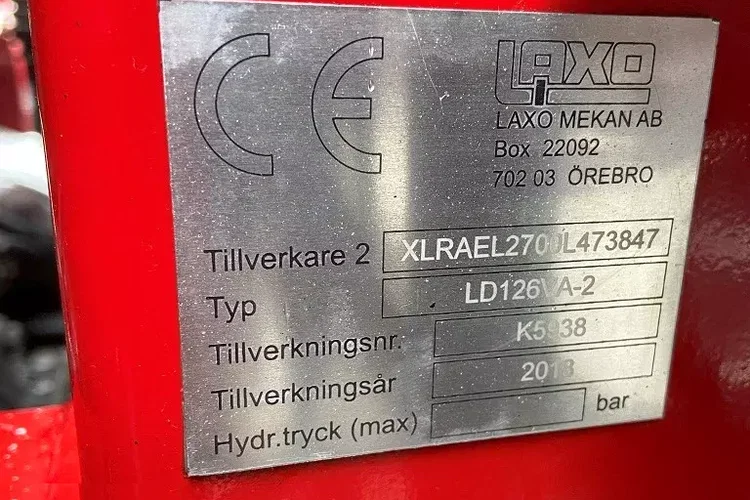 CE
LAXO
LAXO MEKAN AB
Box 22092
702 03 ÖREBRO
Tillverkare 2 XLRAEL2700L473847
Typ LD126VA-2
Tillverkningsnr. K5938
Tillverkningsår 2013
Hydr.tryck (max) bar